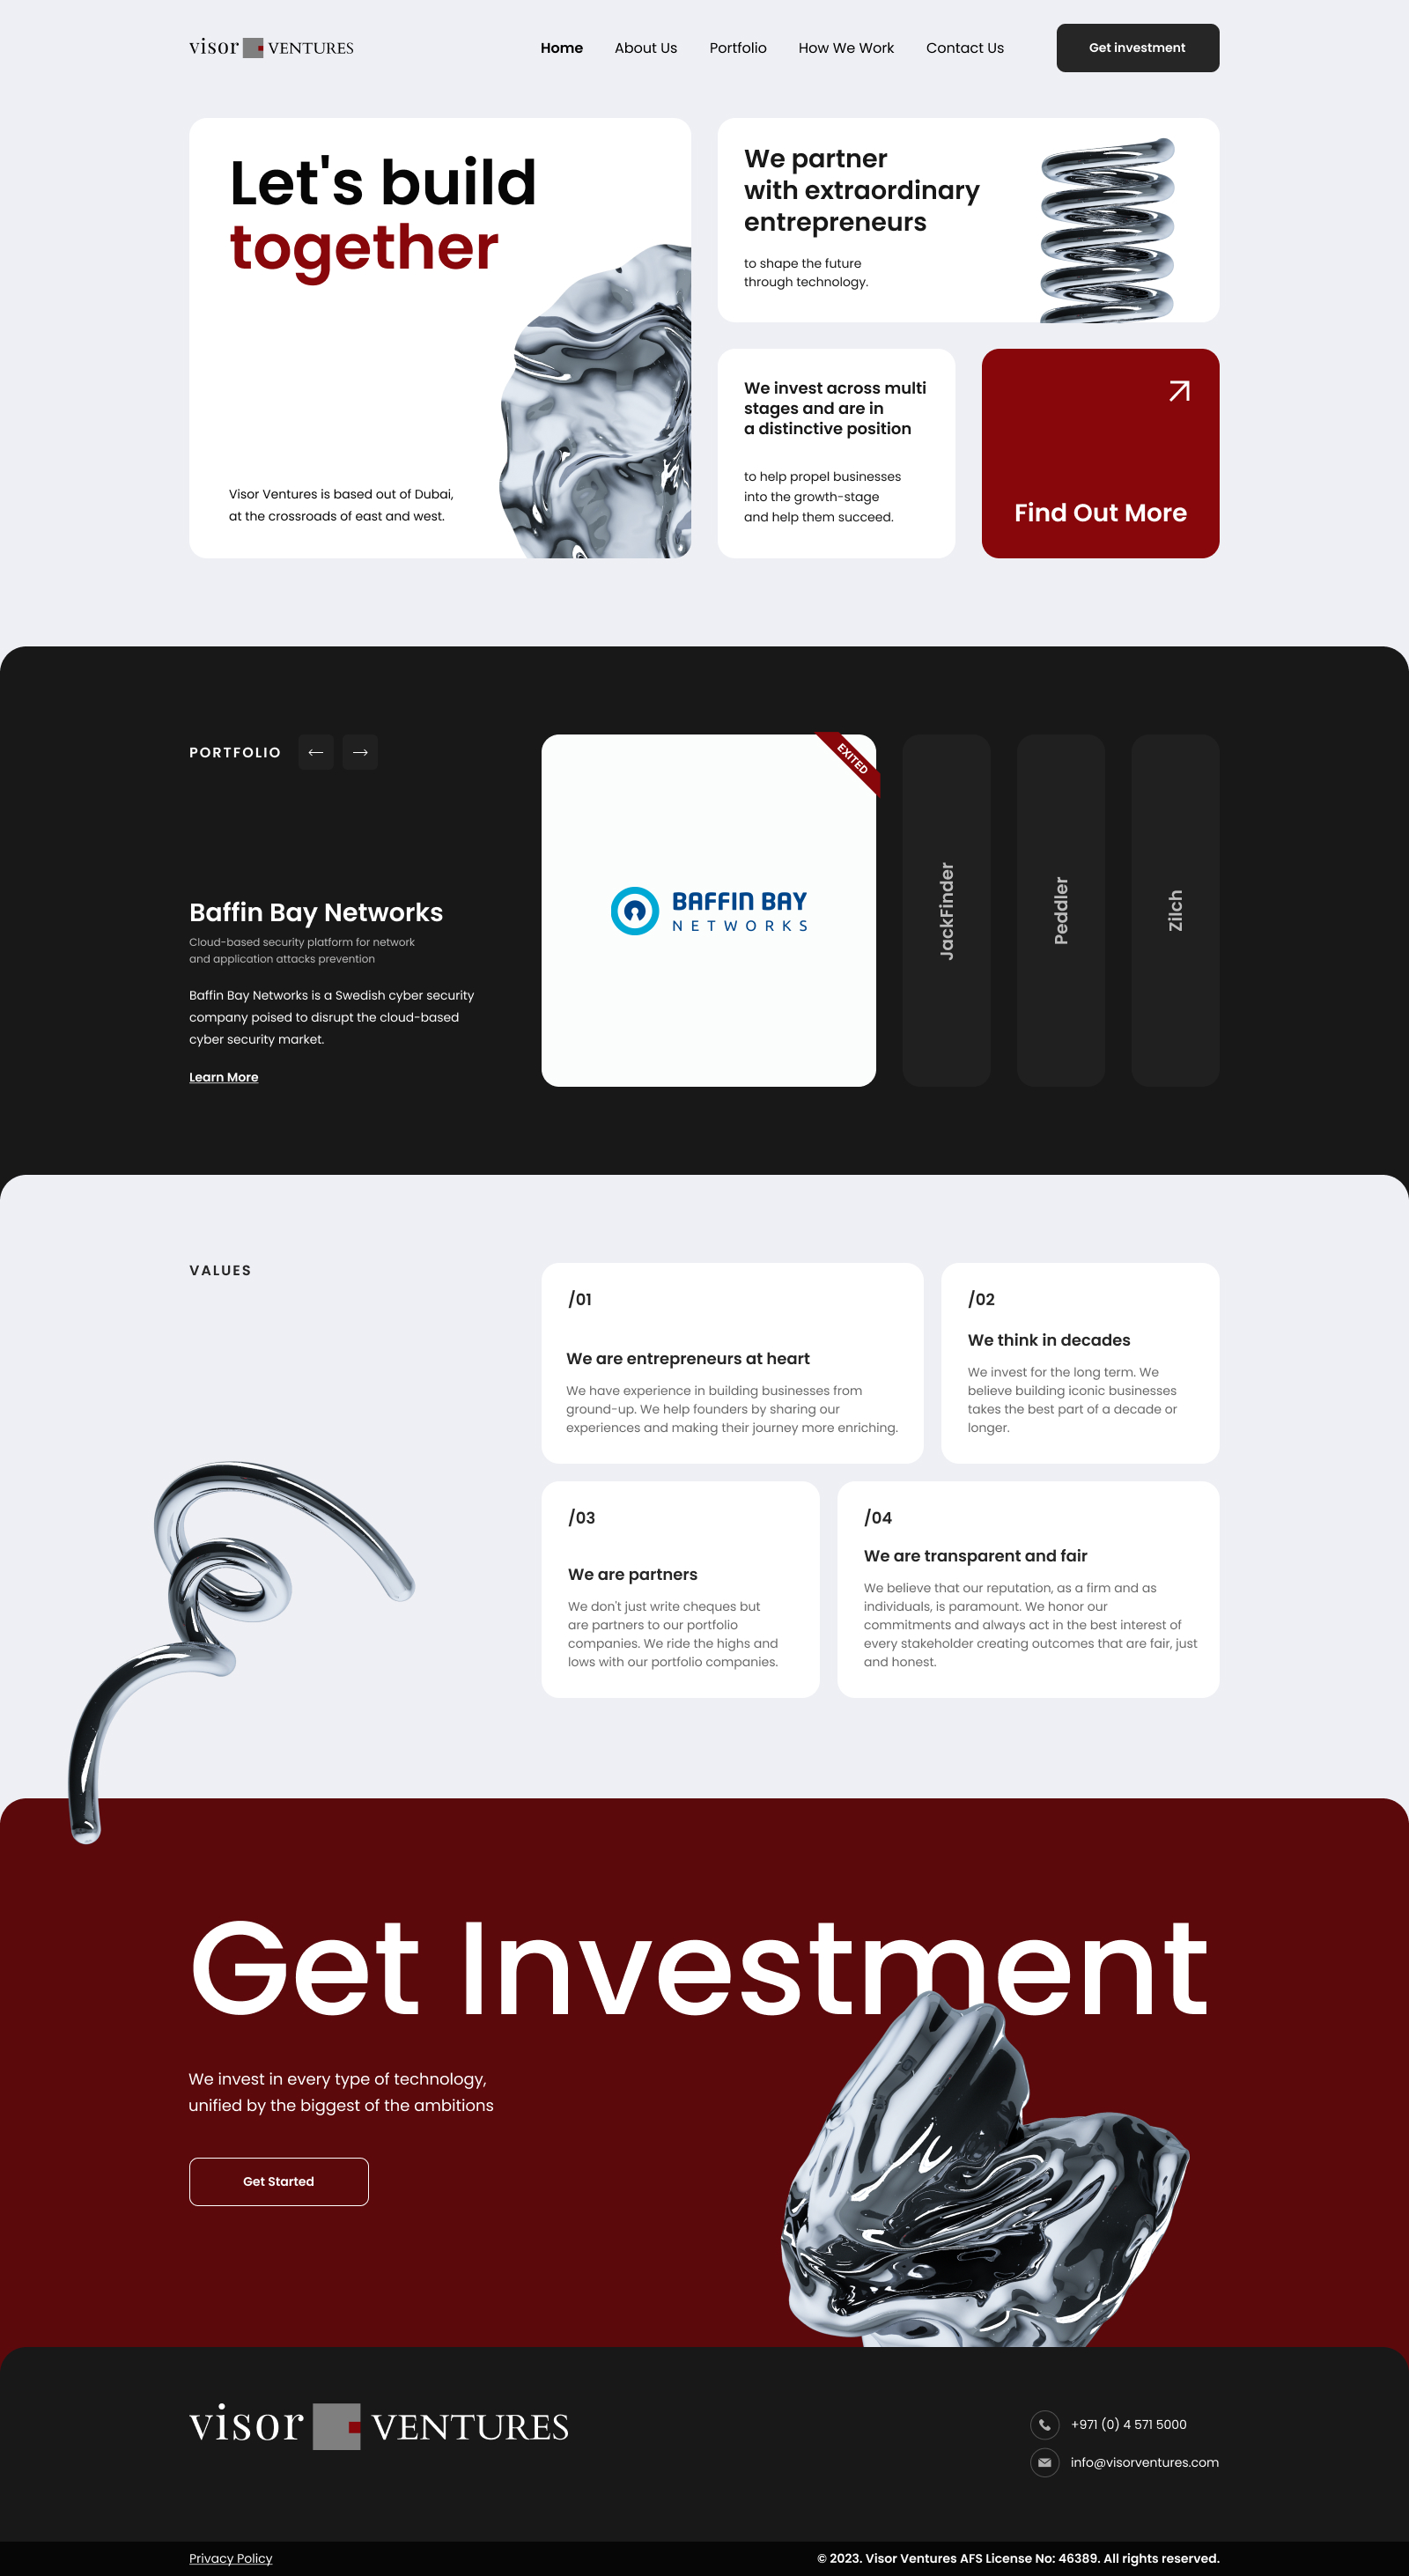 visor VENTURES
Home
About Us
Portfolio
How We Work
Contact Us
Get investment
Let's build
together
Visor Ventures is based out of Dubai,
at the crossroads of east and west.
We partner
with extraordinary
entrepreneurs
to shape the future
through technology.
We invest across multi
stages and are in
a distinctive position
to help propel businesses
into the growth-stage
and help them succeed.
Find Out More
PORTFOLIO
Baffin Bay Networks
Cloud-based security platform for network
and application attacks prevention
Baffin Bay Networks is a Swedish cyber security
company poised to disrupt the cloud-based
cyber security market.
Learn More
EXITED
BAFFIN BAY
NETWORKS
JackFinder
Peddler
Zilch
VALUES
/01
We are entrepreneurs at heart
We have experience in building businesses from
ground-up. We help founders by sharing our
experiences and making their journey more enriching.
/02
We think in decades
We invest for the long term. We
believe building iconic businesses
takes the best part of a decade or
longer.
/03
We are partners
We don't just write cheques but
are partners to our portfolio
companies. We ride the highs and
lows with our portfolio companies.
/04
We are transparent and fair
We believe that our reputation, as a firm and as
individuals, is paramount. We honor our
commitments and always act in the best interest of
every stakeholder creating outcomes that are fair, just
and honest.
Get Investment
We invest in every type of technology,
unified by the biggest of the ambitions
Get Started
visor VENTURES
+971 (0) 4 571 5000
info@visorventures.com
Privacy Policy
© 2023. Visor Ventures AFS License No: 46389. All rights reserved.